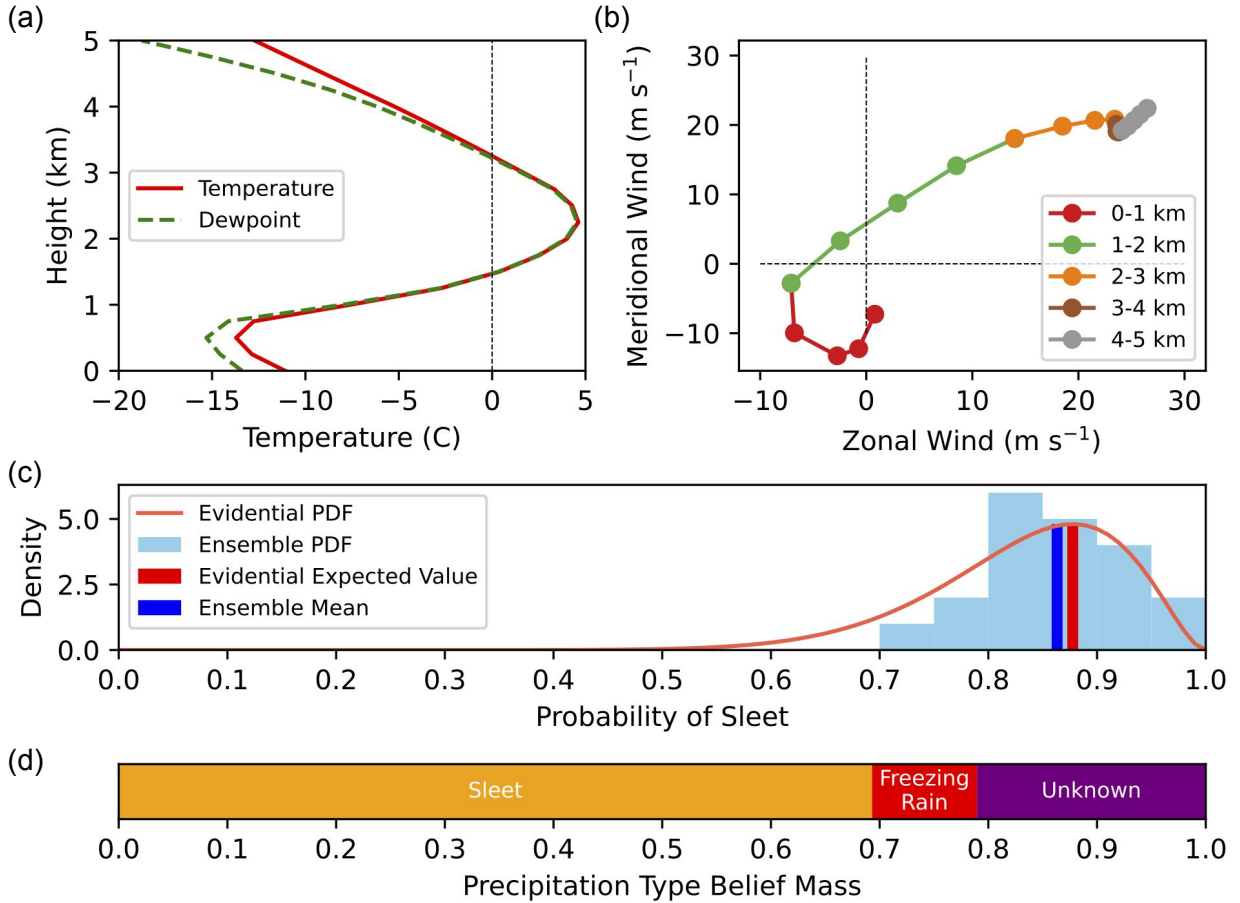 (a)
5
4
3
2
1
0
Height (km)
Temperature
Dewpoint
−20 −15 −10 −5 0 5
Temperature (C)
(b)
30
20
10
0
−10
Meridional Wind (m s⁻¹)
0-1 km
1-2 km
2-3 km
3-4 km
4-5 km
−10 0 10 20 30
Zonal Wind (m s⁻¹)
(c)
5.0
2.5
0.0
Density
Evidential PDF
Ensemble PDF
Evidential Expected Value
Ensemble Mean
0.0 0.1 0.2 0.3 0.4 0.5 0.6 0.7 0.8 0.9 1.0
Probability of Sleet
(d)
Sleet
Freezing
Rain
Unknown
0.0 0.1 0.2 0.3 0.4 0.5 0.6 0.7 0.8 0.9 1.0
Precipitation Type Belief Mass